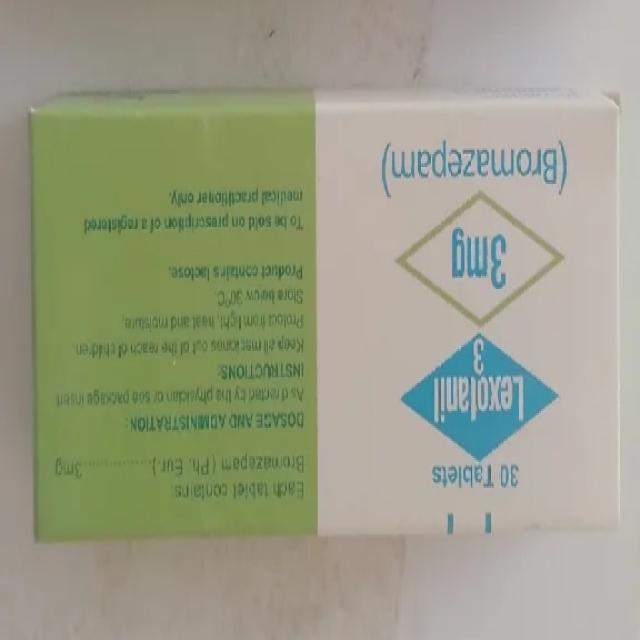 30 Tablets
Lexotanil
3
3mg
(Bromazepam)
Each tablet contains:
Bromazepam (Ph. Eur.)................3mg
DOSAGE AND ADMINISTRATION:
As directed by the physician or see package insert
INSTRUCTIONS:
Keep all medicines out of the reach of children.
Protect from light, heat and moisture.
Store below 30°C.
Product contains lactose.
To be sold on prescription of a registered
medical practitioner only.